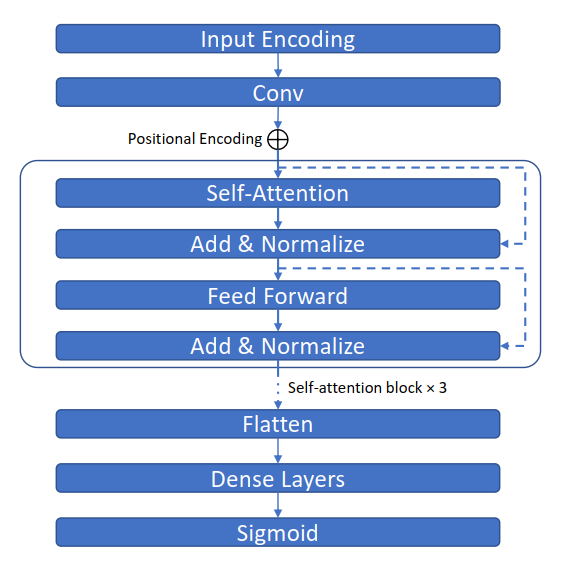 Input Encoding
Conv
Positional Encoding
Self-Attention
Add & Normalize
Feed Forward
Add & Normalize
Self-attention block × 3
Flatten
Dense Layers
Sigmoid